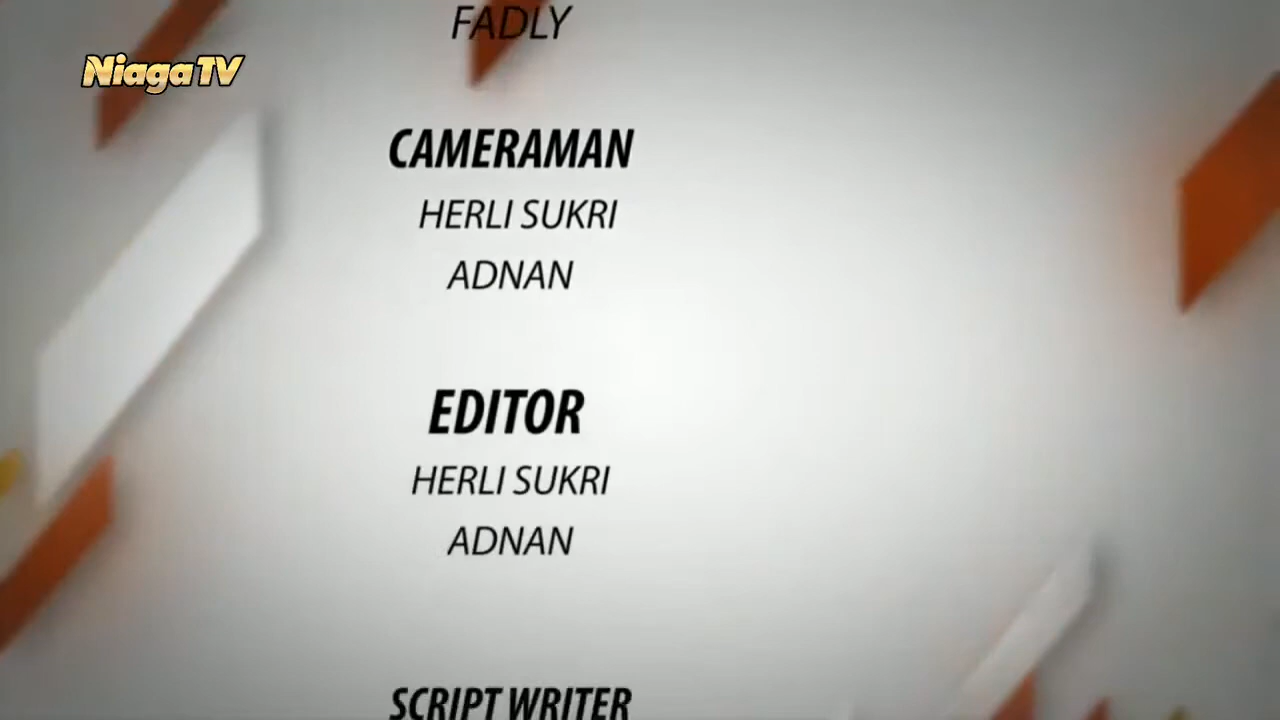 FADLY
NiagaTV
CAMERAMAN
HERLI SUKRI
ADNAN
EDITOR
HERLI SUKRI
ADNAN
SCRIPT WRITER